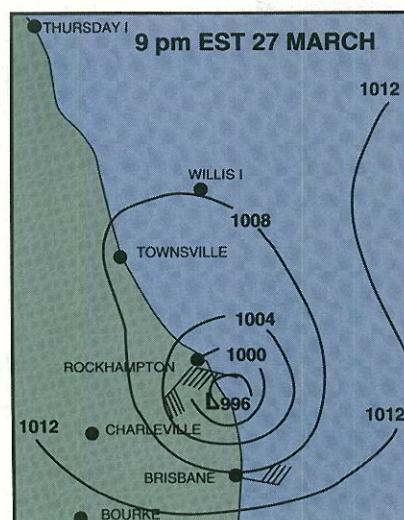 THURSDAY I
9 pm EST 27 MARCH
1012
WILLIS I
1008
TOWNSVILLE
1004
ROCKHAMPTON
1000
L996
1012
1012
CHARLEVILLE
BRISBANE
BOURKE